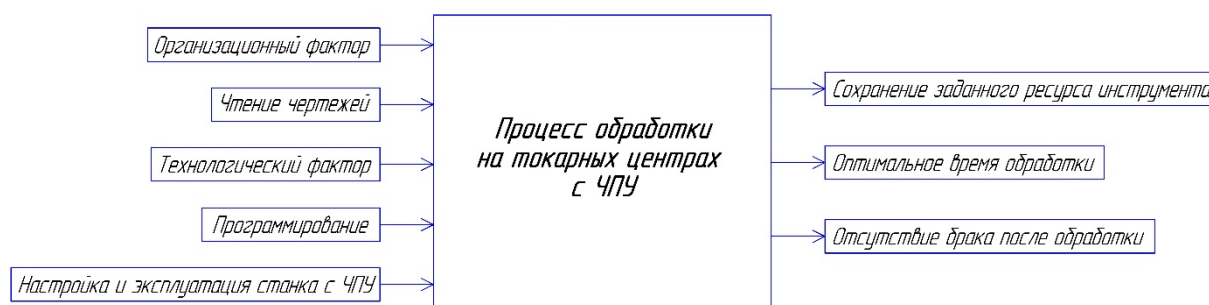 Организационный фактор
Чтение чертежей
Технологический фактор
Программирование
Настройка и эксплуатация станка с ЧПУ
Процесс обработки
на токарных центрах
с ЧПУ
Сохранение заданного ресурса инструмента
Оптимальное время обработки
Отсутствие брака после обработки